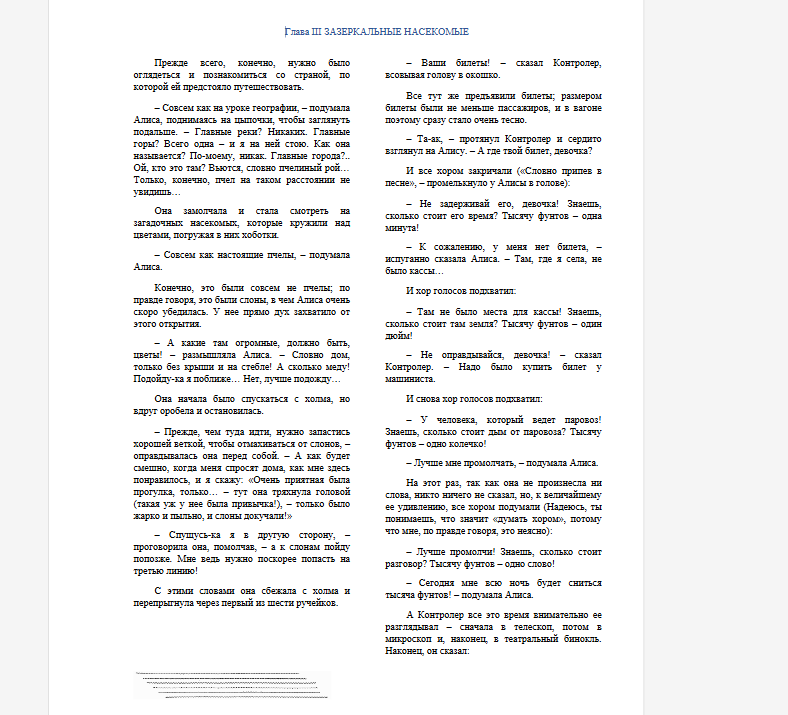 Глава III ЗАЗЕРКАЛЬНЫЕ НАСЕКОМЫЕ
Прежде всего, конечно, нужно было
оглядеться и познакомиться со страной, по
которой ей предстояло путешествовать.
– Совсем как на уроке географии, – подумала
Алиса, поднимаясь на цыпочки, чтобы заглянуть
подальше. – Главные реки? Никаких. Главные
горы? Всего одна – и я на ней стою. Как она
называется? По-моему, никак. Главные города?..
Ой, кто это там? Вьются, словно пчелиный рой…
Только, конечно, пчел на таком расстоянии не
увидишь…
Она замолчала и стала смотреть на
загадочных насекомых, которые кружили над
цветами, погружая в них хоботки.
– Совсем как настоящие пчелы, – подумала
Алиса.
Конечно, это были совсем не пчелы; по
правде говоря, это были слоны, в чем Алиса очень
скоро убедилась. У нее прямо дух захватило от
этого открытия.
– А какие там огромные, должно быть,
цветы! – размышляла Алиса. – Словно дом,
только без крыши и на стебле! А сколько меду!
Подойду-ка я поближе… Нет, лучше подожду…
Она начала было спускаться с холма, но
вдруг оробела и остановилась.
– Прежде, чем туда идти, нужно запастись
хорошей веткой, чтобы отмахиваться от слонов, –
оправдывалась она перед собой. – А как будет
смешно, когда меня спросят дома, как мне здесь
понравилось, и я скажу: «Очень приятная была
прогулка, только… – тут она тряхнула головой
(такая уж у нее была привычка!), – только было
жарко и пыльно, и слоны докучали!»
– Спущусь-ка я в другую сторону, –
проговорила она, помолчав, – а к слонам пойду
попозже. Мне ведь нужно поскорее попасть на
третью линию!
С этими словами она сбежала с холма и
перепрыгнула через первый из шести ручейков.
– Ваши билеты! – сказал Контролер,
всовывая голову в окошко.
Все тут же предъявили билеты; размером
билеты были не меньше пассажиров, и в вагоне
поэтому сразу стало очень тесно.
– Та-ак, – протянул Контролер и сердито
взглянул на Алису. – А где твой билет, девочка?
И все хором закричали («Словно припев в
песне», – промелькнуло у Алисы в голове):
– Не задерживай его, девочка! Знаешь,
сколько стоит его время? Тысячу фунтов – одна
минута!
– К сожалению, у меня нет билета, –
испуганно сказала Алиса. – Там, где я села, не
было кассы…
И хор голосов подхватил:
– Там не было места для кассы! Знаешь,
сколько стоит там земля? Тысячу фунтов – один
дюйм!
– Не оправдывайся, девочка! – сказал
Контролер. – Надо было купить билет у
машиниста.
И снова хор голосов подхватил:
– У человека, который ведет паровоз!
Знаешь, сколько стоит дым от паровоза? Тысячу
фунтов – одно колечко!
– Лучше мне промолчать, – подумала Алиса.
На этот раз, так как она не произнесла ни
слова, никто ничего не сказал, но, к величайшему
ее удивлению, все хором подумали (Надеюсь, ты
понимаешь, что значит «думать хором», потому
что мне, по правде говоря, это неясно):
– Лучше промолчи! Знаешь, сколько стоит
разговор? Тысячу фунтов – одно слово!
– Сегодня мне всю ночь будет сниться
тысяча фунтов! – подумала Алиса.
А Контролер все это время внимательно ее
разглядывал – сначала в телескоп, потом в
микроскоп и, наконец, в театральный бинокль.
Наконец, он сказал: